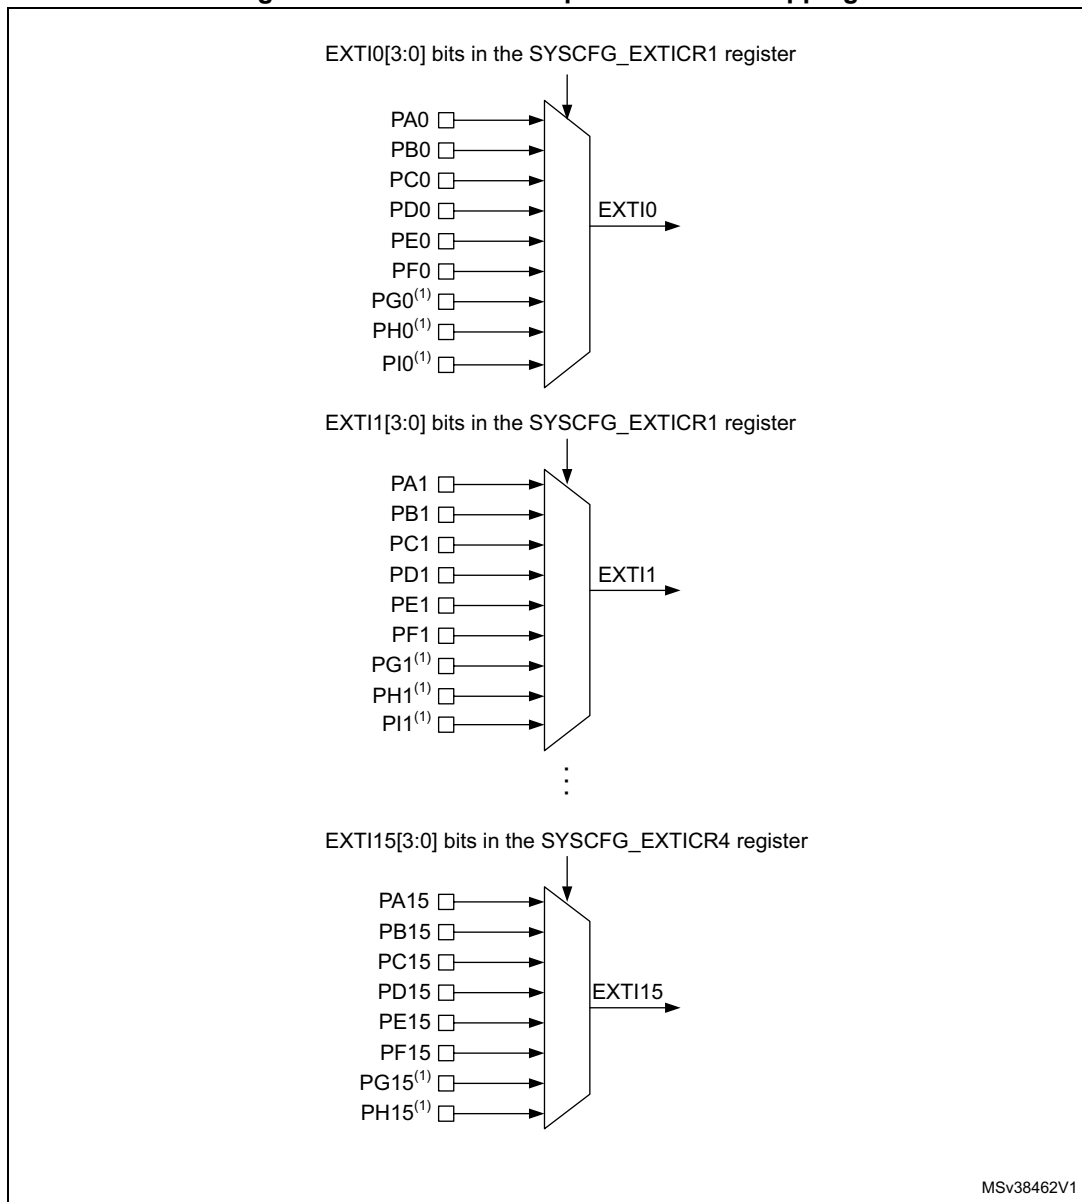 EXTI0[3:0] bits in the SYSCFG_EXTICR1 register
PA0
PB0
PC0
PD0
PE0
PF0
PG0(1)
PH0(1)
PI0(1)
EXTI0
EXTI1[3:0] bits in the SYSCFG_EXTICR1 register
PA1
PB1
PC1
PD1
PE1
PF1
PG1(1)
PH1(1)
PI1(1)
EXTI1
EXTI15[3:0] bits in the SYSCFG_EXTICR4 register
PA15
PB15
PC15
PD15
PE15
PF15
PG15(1)
PH15(1)
EXTI15
MSv38462V1